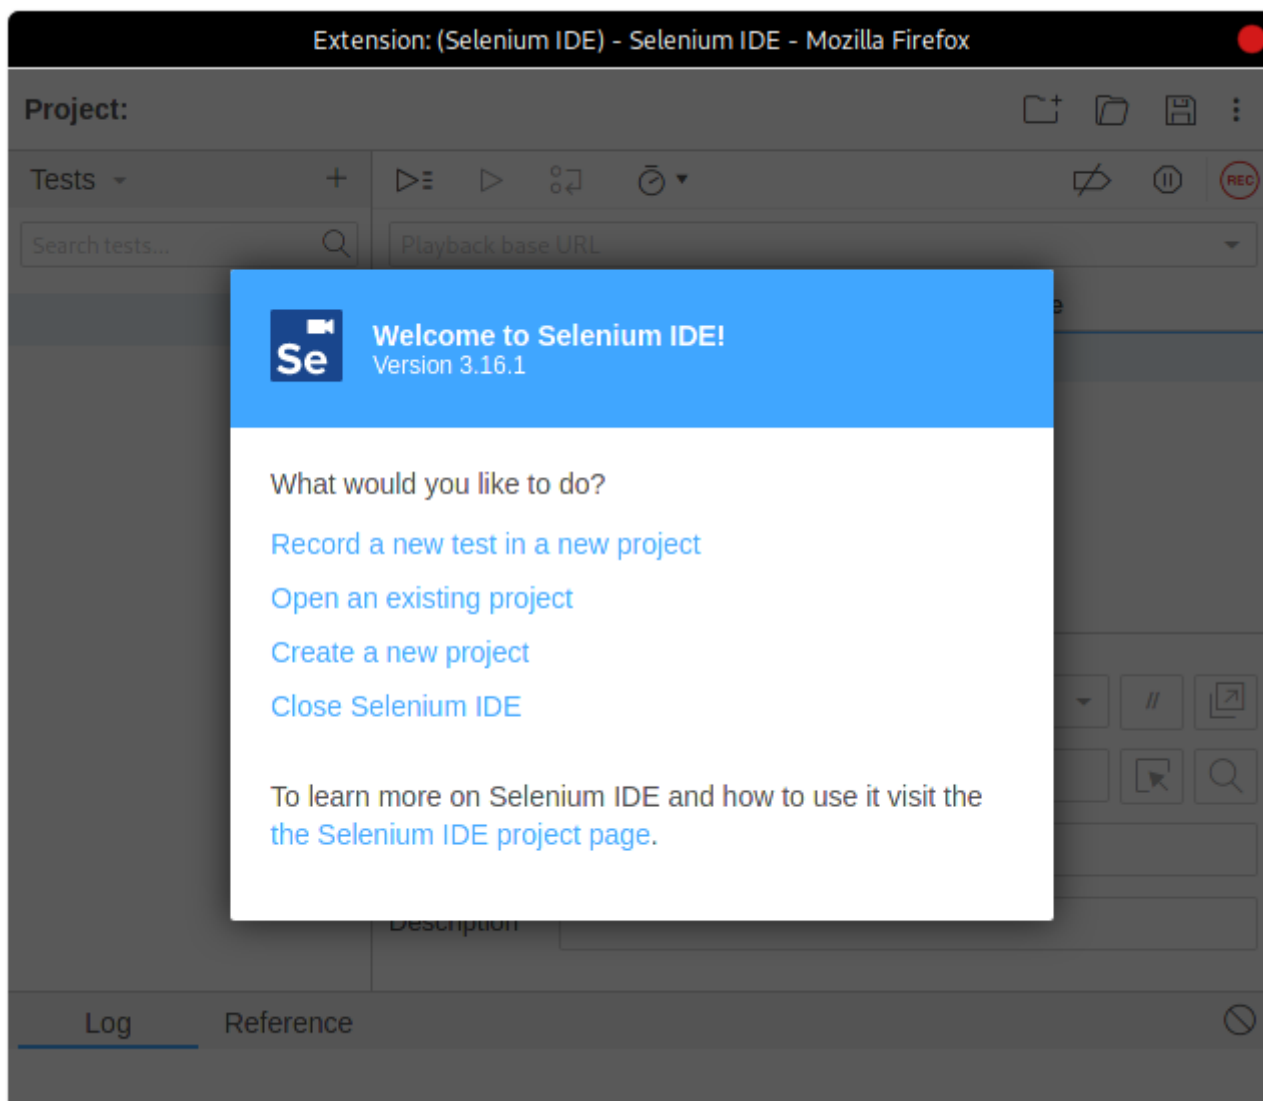 Extension: (Selenium IDE) - Selenium IDE - Mozilla Firefox
Project:
Tests
REC
Search tests...
Playback base URL
Se
Welcome to Selenium IDE!
Version 3.16.1
What would you like to do?
Record a new test in a new project
Open an existing project
Create a new project
Close Selenium IDE
//
To learn more on Selenium IDE and how to use it visit the
the Selenium IDE project page.
Description
Log Reference